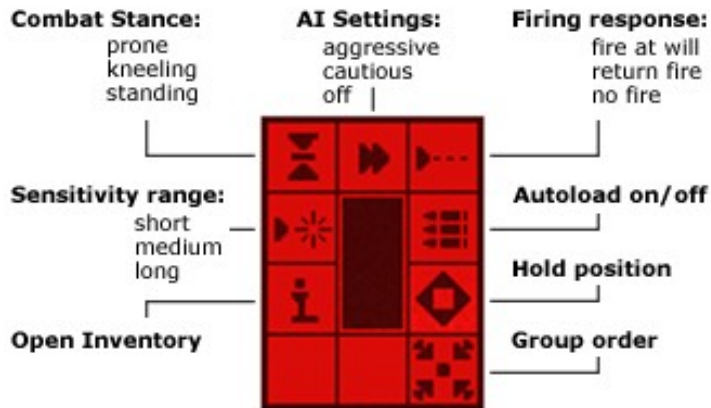 Combat Stance:
prone
kneeling
standing
AI Settings:
aggressive
cautious
off
Firing response:
fire at will
return fire
no fire
Sensitivity range:
short
medium
long
Autoload on/off
Hold position
Open Inventory
Group order